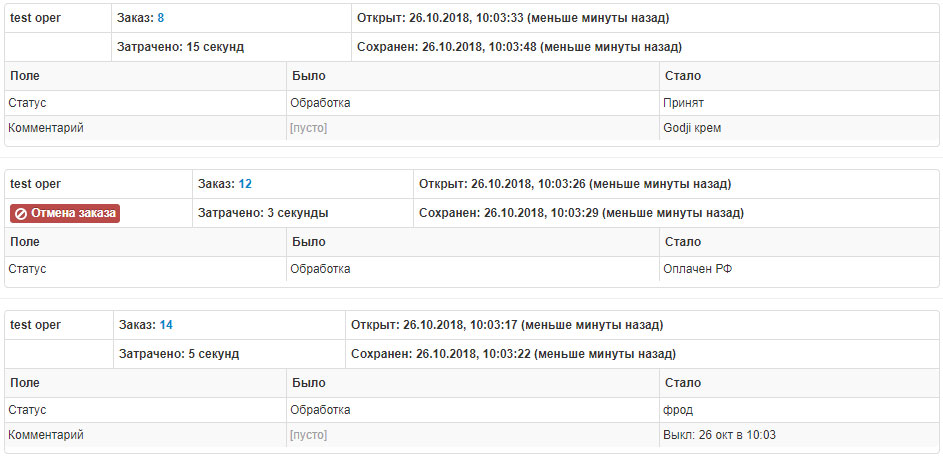 test oper Заказ: 8 Открыт: 26.10.2018, 10:03:33 (меньше минуты назад)
Затрачено: 15 секунд Сохранен: 26.10.2018, 10:03:48 (меньше минуты назад)
Поле Было Стало
Статус Обработка Принят
Комментарий [пусто] Godji крем
test oper Заказ: 12 Открыт: 26.10.2018, 10:03:26 (меньше минуты назад)
Отмена заказа Затрачено: 3 секунды Сохранен: 26.10.2018, 10:03:29 (меньше минуты назад)
Поле Было Стало
Статус Обработка Оплачен РФ
test oper Заказ: 14 Открыт: 26.10.2018, 10:03:17 (меньше минуты назад)
Затрачено: 5 секунд Сохранен: 26.10.2018, 10:03:22 (меньше минуты назад)
Поле Было Стало
Статус Обработка фрод
Комментарий [пусто] Выкл: 26 окт в 10:03